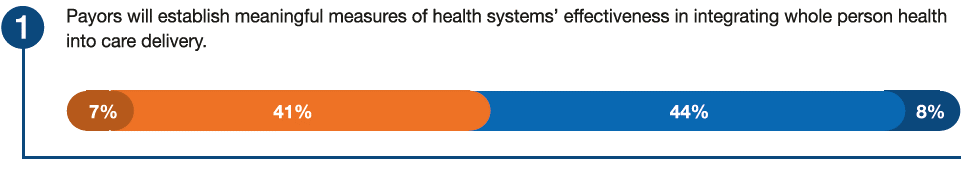 1
Payors will establish meaningful measures of health systems’ effectiveness in integrating whole person health
into care delivery.
7% 41% 44% 8%